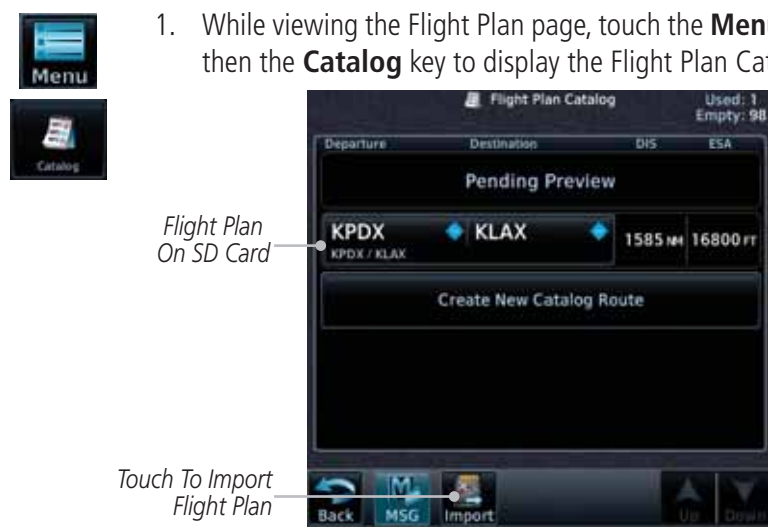 1. While viewing the Flight Plan page, touch the Menu
then the Catalog key to display the Flight Plan Cat
Menu
Catalog
Flight Plan Catalog
Used: 1
Empty: 98
Departure Destination DIS ESA
Pending Preview
Flight Plan
On SD Card
KPDX KLAX 1585 NM 16800 FT
KPDX / KLAX
Create New Catalog Route
Touch To Import
Flight Plan
Back MSG Import Up Down